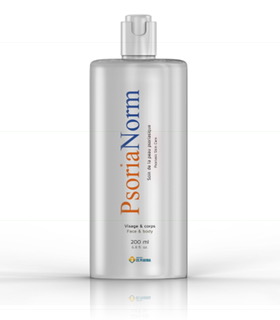 PsoriaNorm
Soin de la peau psoriasique
Psoriasis Skin Care
Visage & corps
Face & body
200 ml